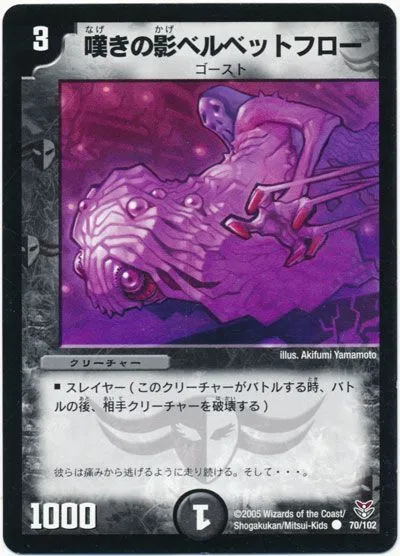 3
嘆きの影ベルベットフロー
なげ かげ
ゴースト
illus. Akifumi Yamamoto
クリーチャー
■ スレイヤー(このクリーチャーがバトルする時、バト
ルの後、相手クリーチャーを破壊する)
彼らは痛みから逃げるように走り続ける。そして・・・。
1000
1
©2005 Wizards of the Coast/
Shogakukan/Mitsui-Kids ● 70/102